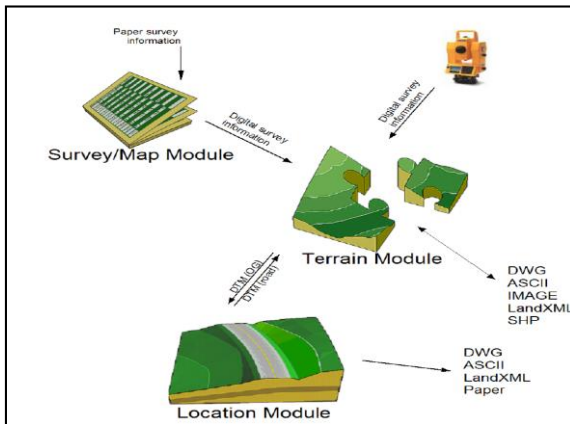 Paper survey
information
Digital survey
information
Digital survey
information
Survey/Map Module
Terrain Module
DTM (OG)
DTM (road)
DWG
ASCII
IMAGE
LandXML
SHP
DWG
ASCII
LandXML
Paper
Location Module